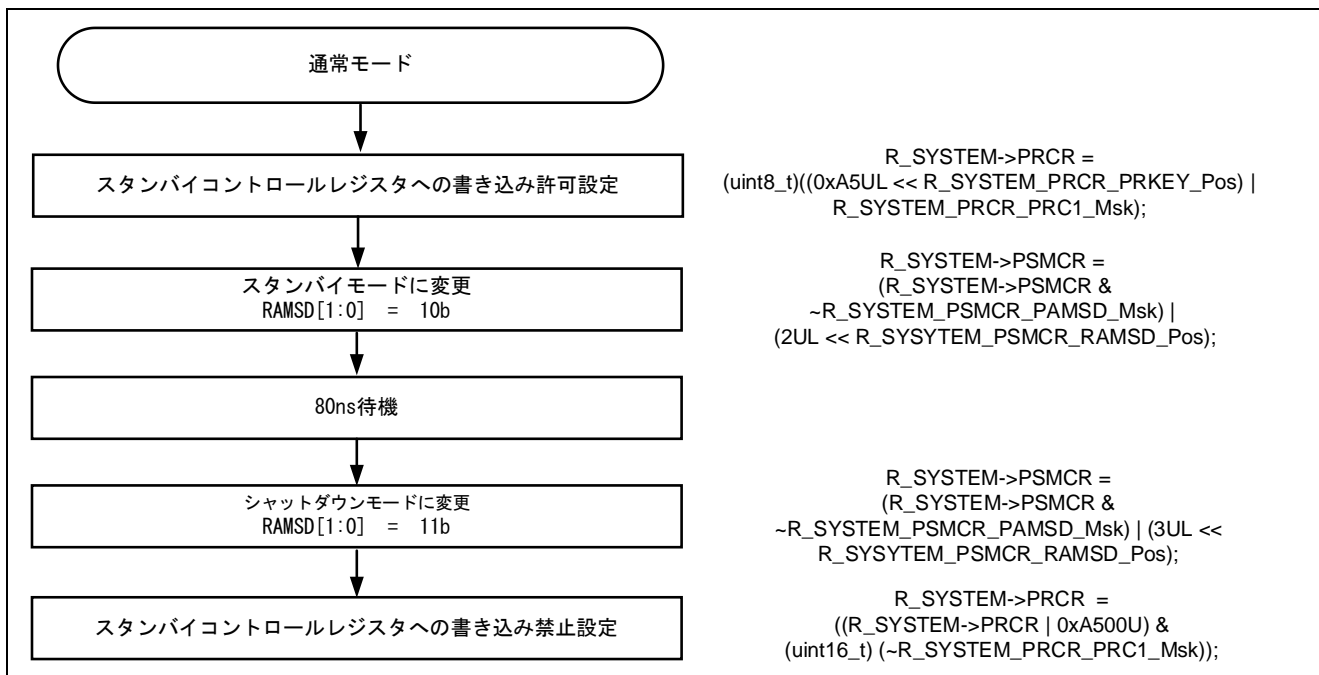 通常モード
スタンバイコントロールレジスタへの書き込み許可設定
R_SYSTEM->PRCR =
(uint8_t)((0xA5UL << R_SYSTEM_PRCR_PRKEY_Pos) |
R_SYSTEM_PRCR_PRC1_Msk);
スタンバイモードに変更
RAMSD[1:0] = 10b
R_SYSTEM->PSMCR =
(R_SYSTEM->PSMCR &
~R_SYSTEM_PSMCR_PAMSD_Msk) |
(2UL << R_SYSYTEM_PSMCR_RAMSD_Pos);
80ns待機
シャットダウンモードに変更
RAMSD[1:0] = 11b
R_SYSTEM->PSMCR =
(R_SYSTEM->PSMCR &
~R_SYSTEM_PSMCR_PAMSD_Msk) | (3UL <<
R_SYSYTEM_PSMCR_RAMSD_Pos);
スタンバイコントロールレジスタへの書き込み禁止設定
R_SYSTEM->PRCR =
((R_SYSTEM->PRCR | 0xA500U) &
(uint16_t) (~R_SYSTEM_PRCR_PRC1_Msk));